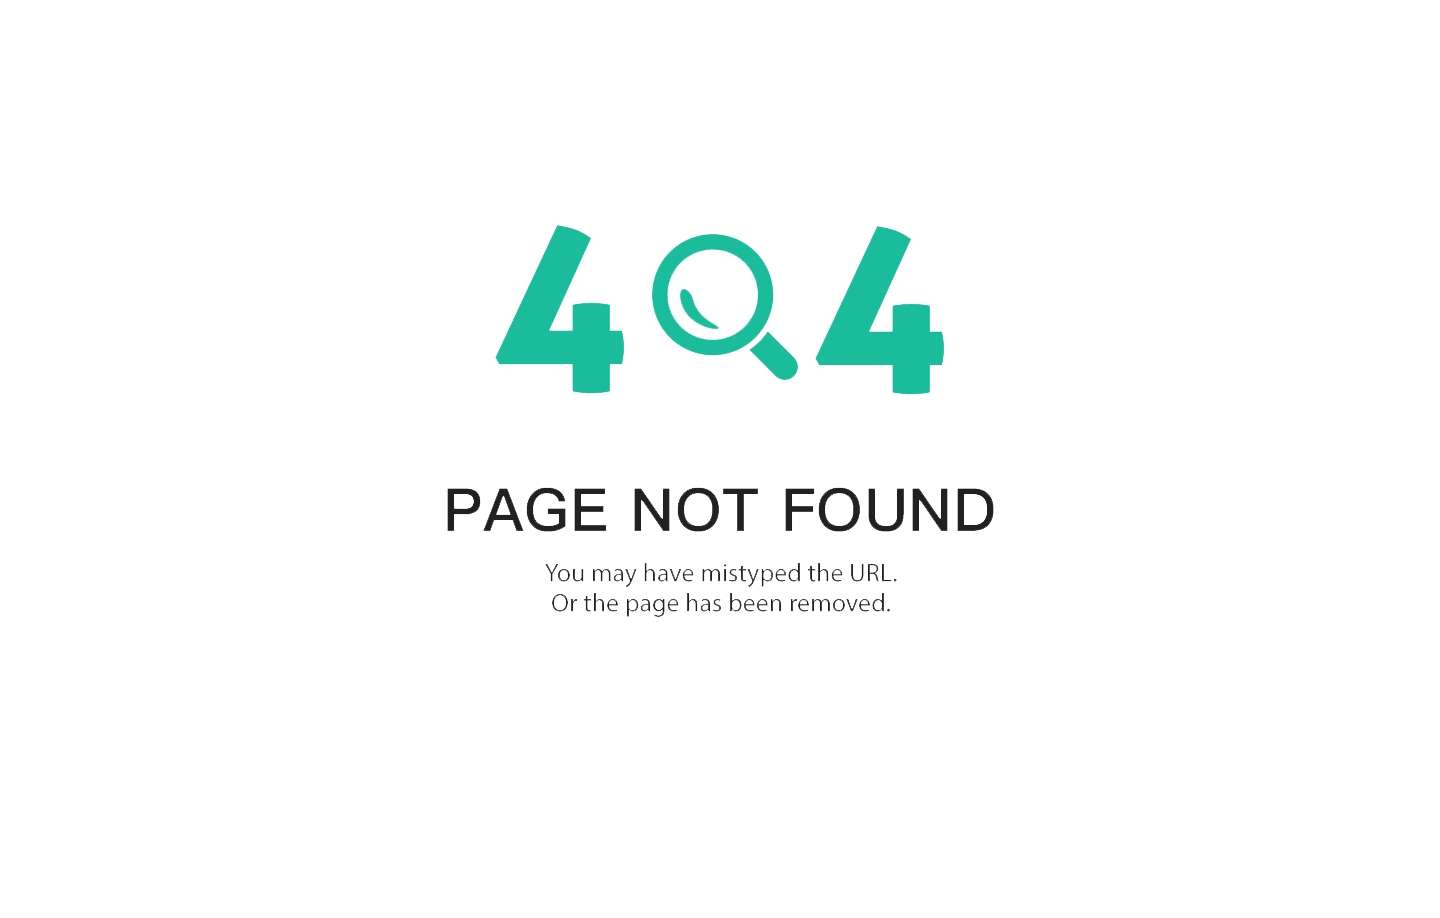 404
PAGE NOT FOUND
You may have mistyped the URL.
Or the page has been removed.